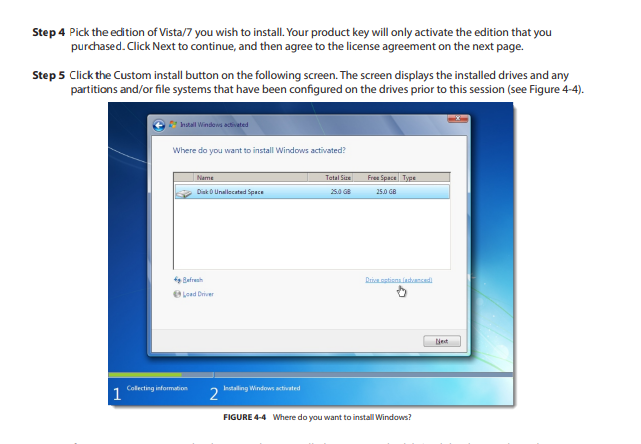 Step 4 Pick the edition of Vista/7 you wish to install. Your product key will only activate the edition that you
purchased. Click Next to continue, and then agree to the license agreement on the next page.
Step 5 Click the Custom install button on the following screen. The screen displays the installed drives and any
partitions and/or file systems that have been configured on the drives prior to this session (see Figure 4-4).
Install Windows activated
Where do you want to install Windows activated?
Name Total Size Free Space Type
Disk 0 Unallocated Space 25.0 GB 25.0 GB
Refresh Drive options (advanced)
Load Driver
Next
1 Collecting information 2 Installing Windows activated
FIGURE 4-4 Where do you want to install Windows?